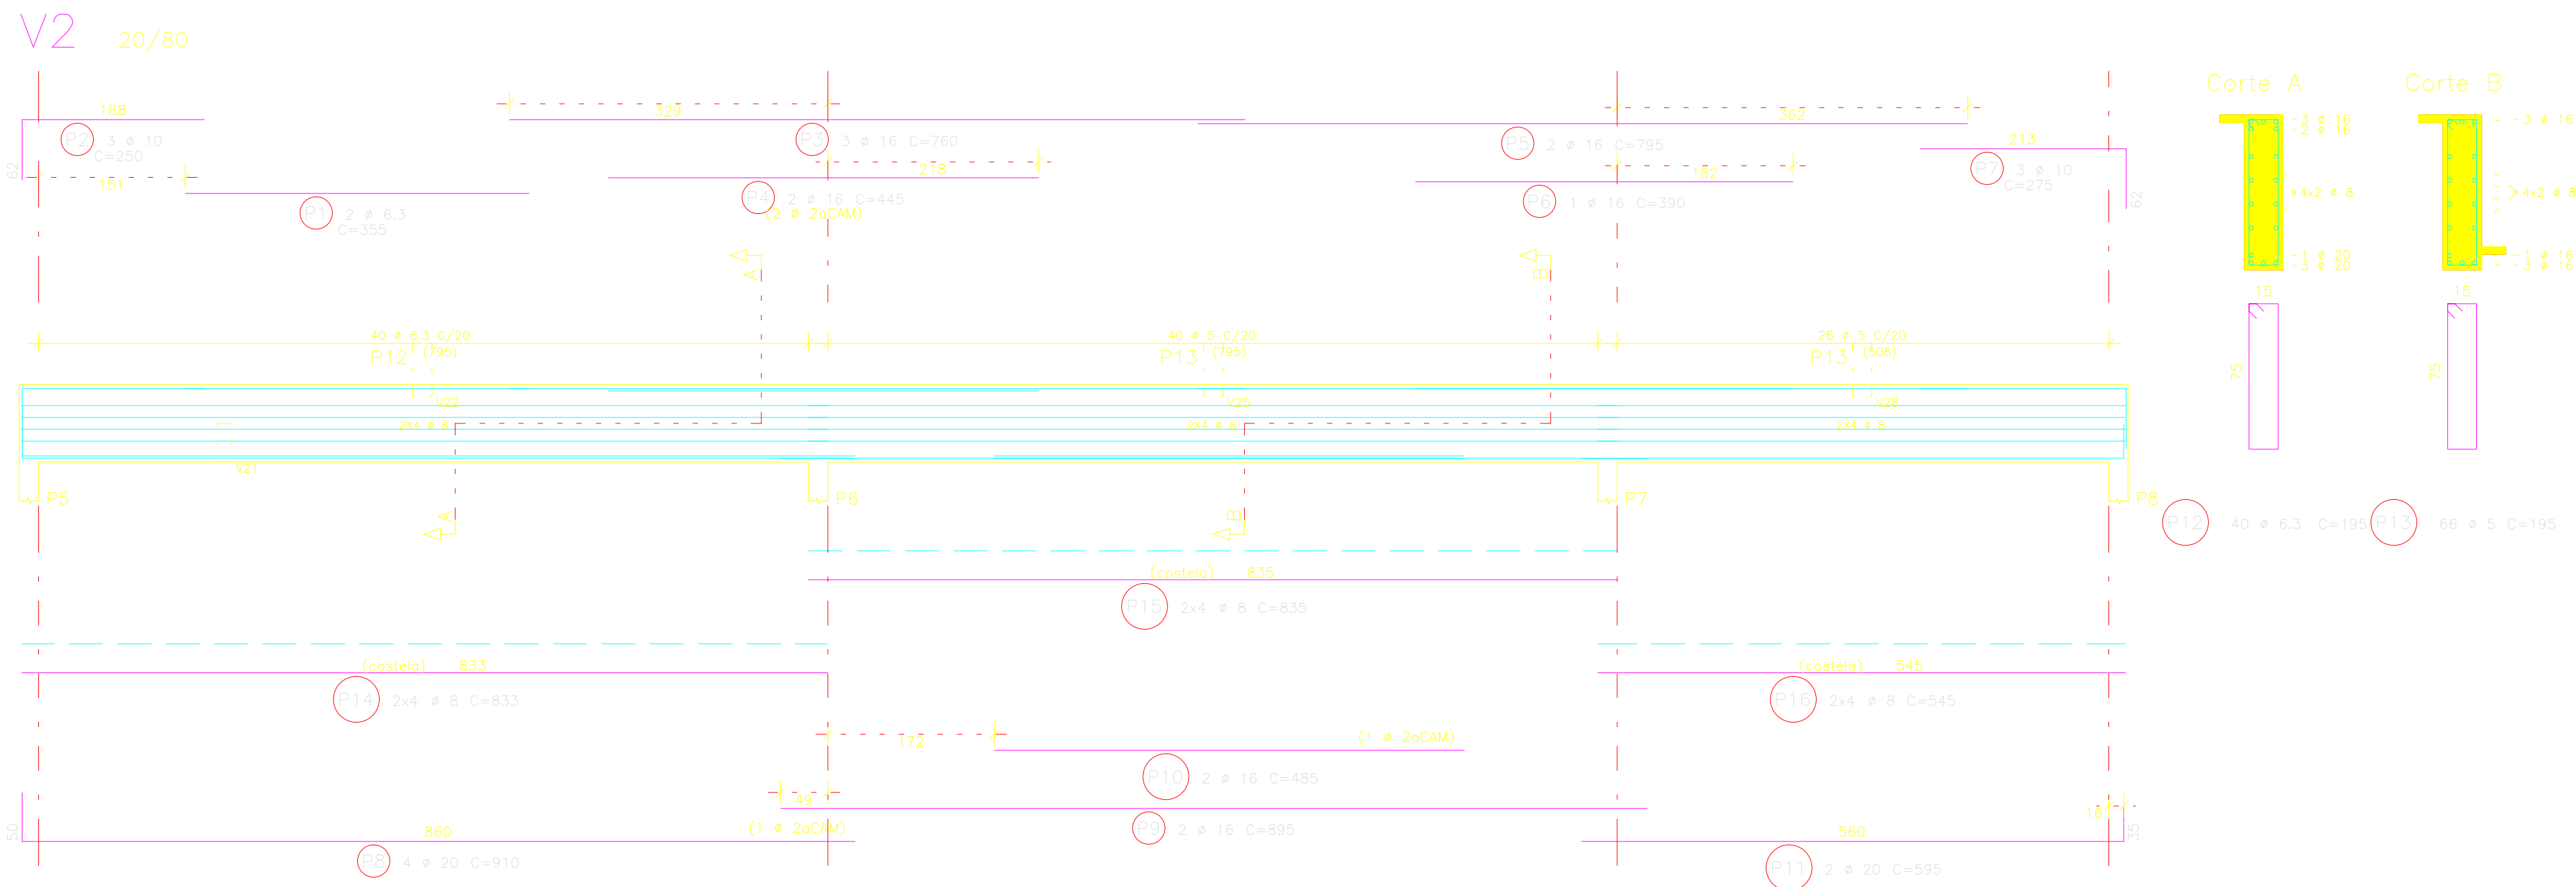 V2 20/80
Corte A
Corte B
188
P2 3 ø 10
C=250
62
151
P1 2 ø 6.3
C=355
329
P3 3 ø 16 C=760
218
P4 2 ø 16 C=445
(2 ø 2aCAM)
362
P5 2 ø 16 C=795
182
P6 1 ø 16 C=390
213
P7 3 ø 10
C=275
62
3 ø 16
2 ø 16
4x2 ø 8
1 ø 20
3 ø 20
3 ø 16
4x2 ø 8
1 ø 16
3 ø 16
A
B
15
15
75
75
40 ø 6.3 C/20
P12 (795)
40 ø 5 C/20
P13 (795)
26 ø 5 C/20
P13 (508)
V22
V25
V28
2X4 ø 8
2X4 ø 8
2X4 ø 8
V21
P5
P6
P7
P8
A
B
P12 40 ø 6.3 C=195
P13 66 ø 5 C=195
(costela) 835
P15 2x4 ø 8 C=835
(costela) 833
P14 2x4 ø 8 C=833
(costela) 545
P16 2x4 ø 8 C=545
172
(1 ø 2aCAM)
P10 2 ø 16 C=485
49
P9 2 ø 16 C=895
50
860
(1 ø 2aCAM)
P8 4 ø 20 C=910
16
560
35
P11 2 ø 20 C=595